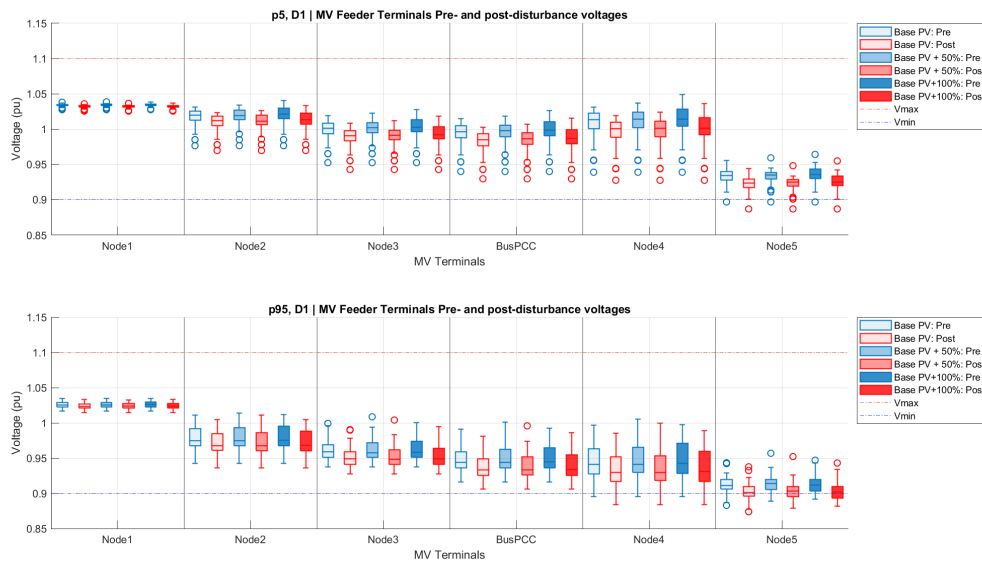 p5, D1 | MV Feeder Terminals Pre- and post-disturbance voltages
1.15
1.1
1.05
1
0.95
0.9
0.85
Voltage (pu)
Node1
Node2
Node3
BusPCC
Node4
Node5
MV Terminals
Base PV: Pre
Base PV: Post
Base PV + 50%: Pre
Base PV + 50%: Pos
Base PV+100%: Pre
Base PV+100%: Pos
Vmax
Vmin
p95, D1 | MV Feeder Terminals Pre- and post-disturbance voltages
1.15
1.1
1.05
1
0.95
0.9
0.85
Voltage (pu)
Node1
Node2
Node3
BusPCC
Node4
Node5
MV Terminals
Base PV: Pre
Base PV: Post
Base PV + 50%: Pre
Base PV + 50%: Pos
Base PV+100%: Pre
Base PV+100%: Pos
Vmax
Vmin